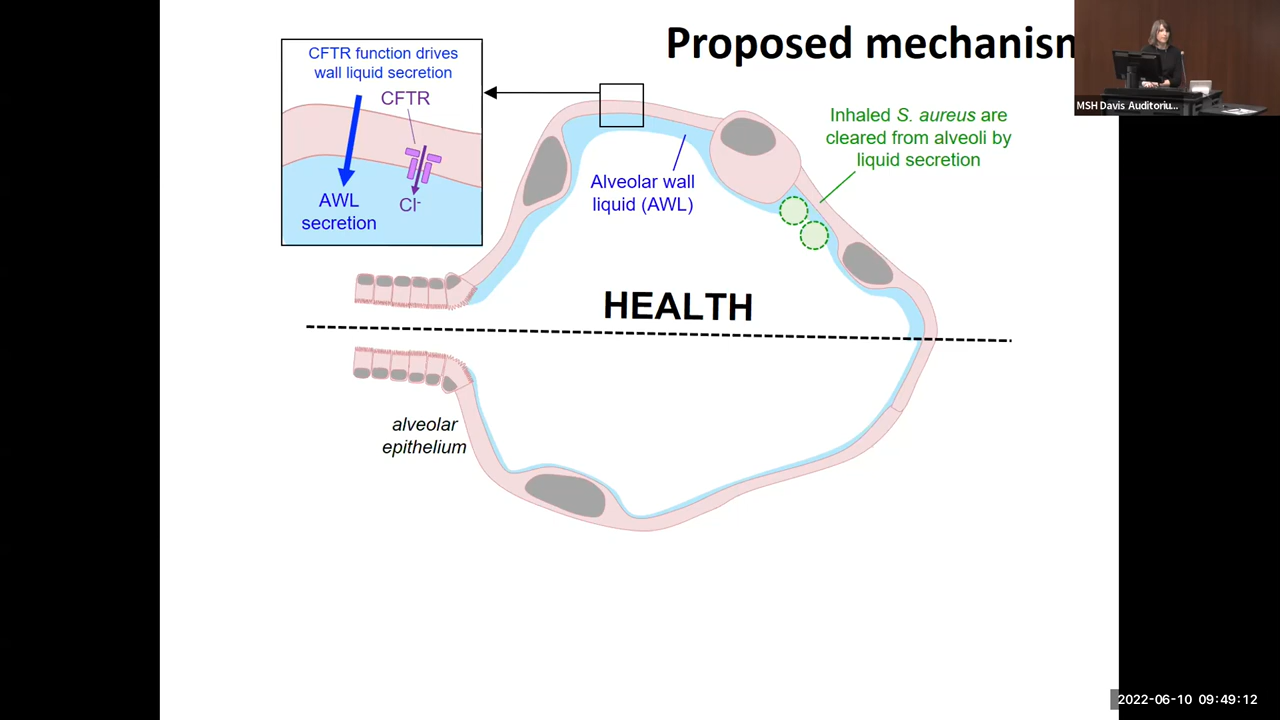 Proposed mechanism
MSH Davis Auditoriu...
CFTR function drives
wall liquid secretion
CFTR
AWL
secretion
Cl-
Alveolar wall
liquid (AWL)
Inhaled S. aureus are
cleared from alveoli by
liquid secretion
HEALTH
alveolar
epithelium
2022-06-10 09:49:12